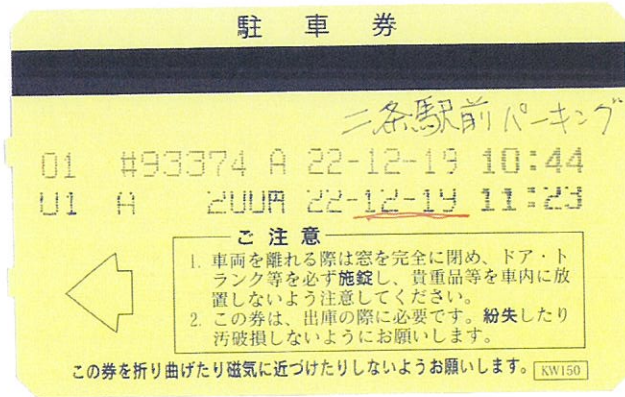 駐車券
二条駅前パーキング
01 #93374 A 22-12-19 10:44
01 A 200円 22-12-19 11:23
ご注意
1. 車両を離れる際は窓を完全に閉め、ドア・ト
ランク等を必ず施錠し、貴重品等を車内に放
置しないよう注意してください。
2. この券は、出庫の際に必要です。紛失したり
汚破損しないようにお願いします。
この券を折り曲げたり磁気に近づけたりしないようお願いします。 KW150